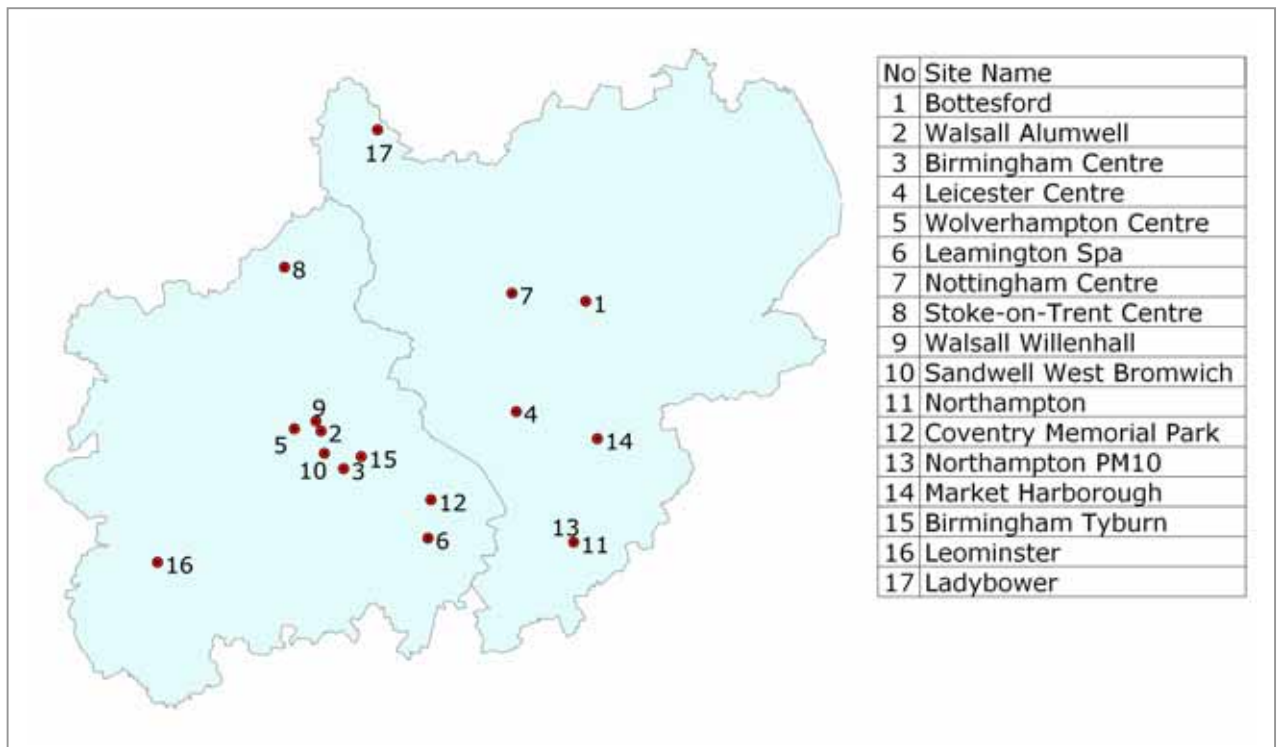 17
8
7
1
9
5
2
4
14
10
3
15
12
13
6
11
16
No Site Name
1 Bottesford
2 Walsall Alumwell
3 Birmingham Centre
4 Leicester Centre
5 Wolverhampton Centre
6 Leamington Spa
7 Nottingham Centre
8 Stoke-on-Trent Centre
9 Walsall Willenhall
10 Sandwell West Bromwich
11 Northampton
12 Coventry Memorial Park
13 Northampton PM10
14 Market Harborough
15 Birmingham Tyburn
16 Leominster
17 Ladybower